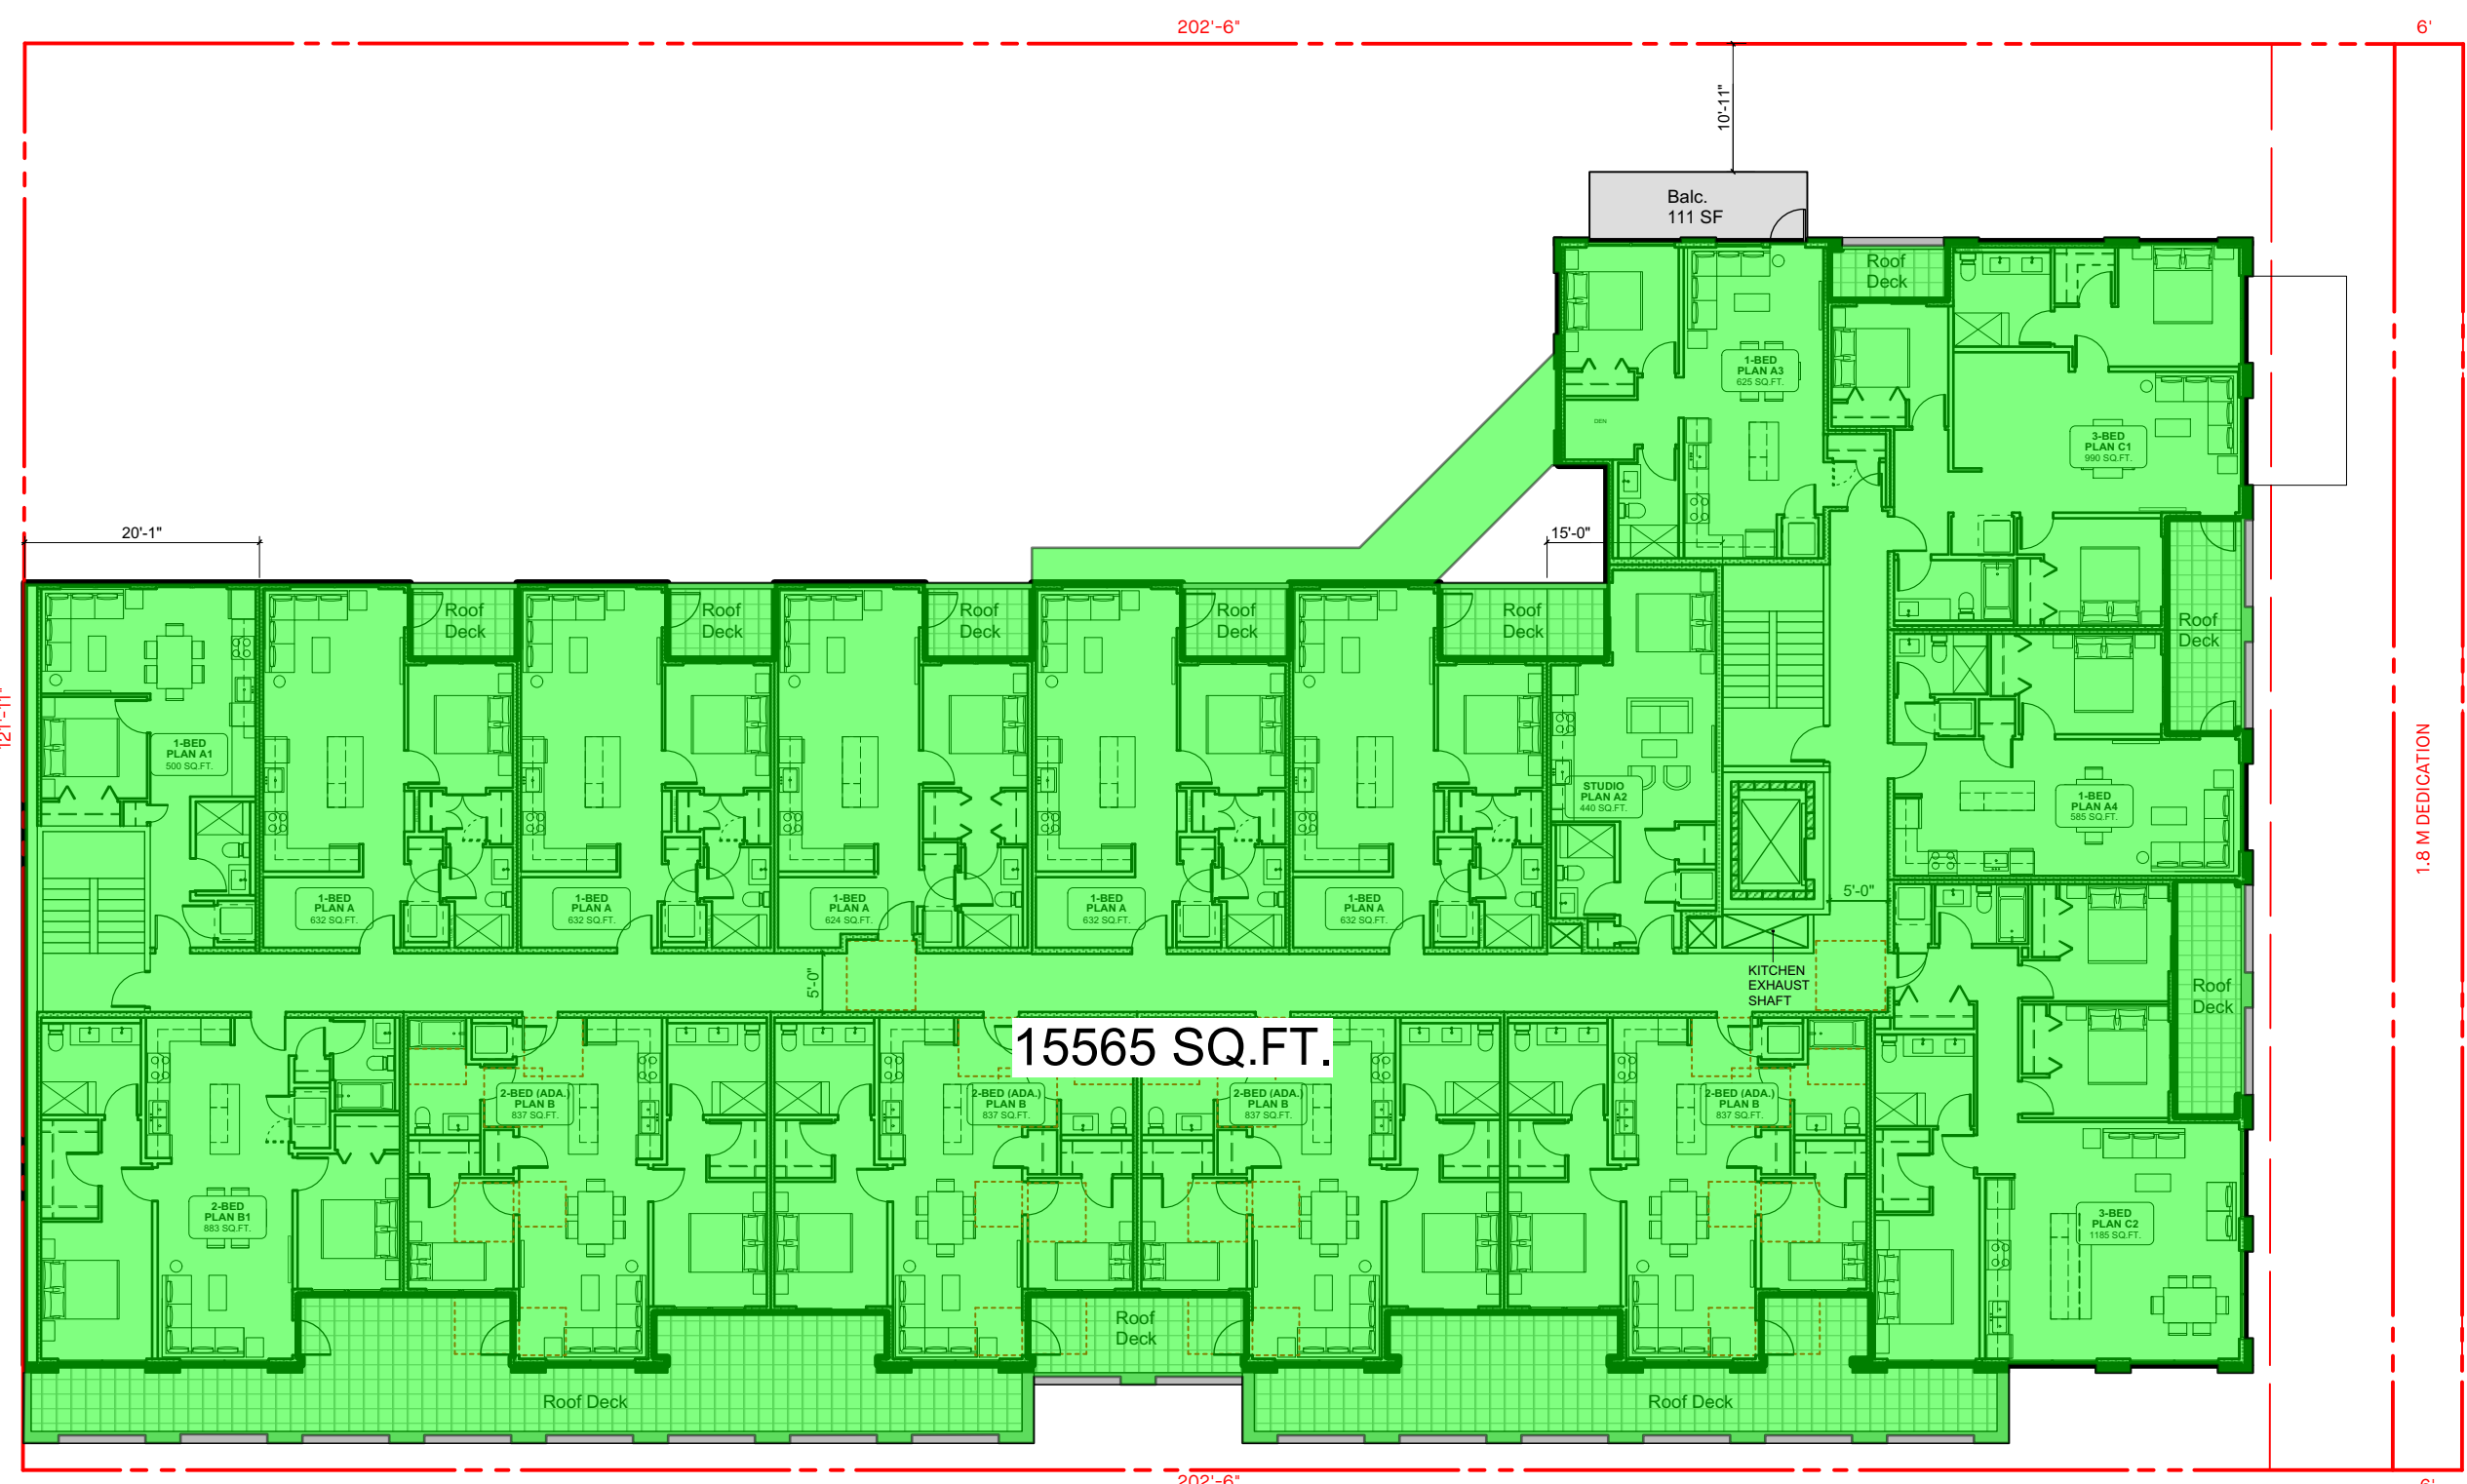 202'-6"
6'
10'-11"
Balc.
111 SF
Roof
Deck
1-BED
PLAN A3
625 SQ.FT.
DEN
3-BED
PLAN C1
990 SQ.FT.
20'-1"
15'-0"
Roof
Deck
Roof
Deck
Roof
Deck
Roof
Deck
Roof
Deck
Roof
Deck
121'-11"
1-BED
PLAN A1
500 SQ.FT.
STUDIO
PLAN A2
440 SQ.FT.
1-BED
PLAN A4
585 SQ.FT.
1.8 M DEDICATION
1-BED
PLAN A
632 SQ.FT.
1-BED
PLAN A
632 SQ.FT.
1-BED
PLAN A
624 SQ.FT.
1-BED
PLAN A
632 SQ.FT.
1-BED
PLAN A
632 SQ.FT.
5'-0"
5'-0"
KITCHEN
EXHAUST
SHAFT
Roof
Deck
15565 SQ.FT.
2-BED (ADA.)
PLAN B
837 SQ.FT.
2-BED (ADA.)
PLAN B
837 SQ.FT.
2-BED (ADA.)
PLAN B
837 SQ.FT.
2-BED (ADA.)
PLAN B
837 SQ.FT.
2-BED
PLAN B1
883 SQ.FT.
3-BED
PLAN C2
1185 SQ.FT.
Roof
Deck
Roof Deck
Roof Deck
202'-6"
6'